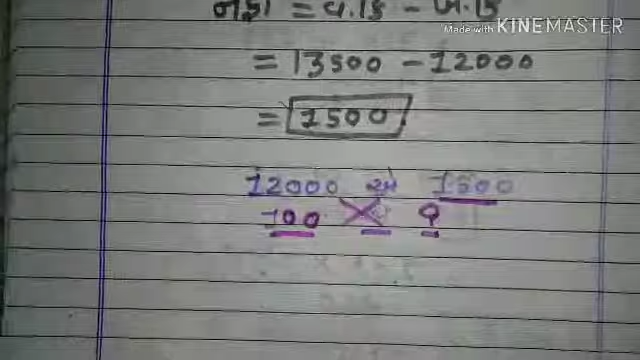 નફો = વે.કિં - ખ.કિં
Made with KINEMASTER
= 13500 - 12000
= 1500
12000 એ 1500
100 ?